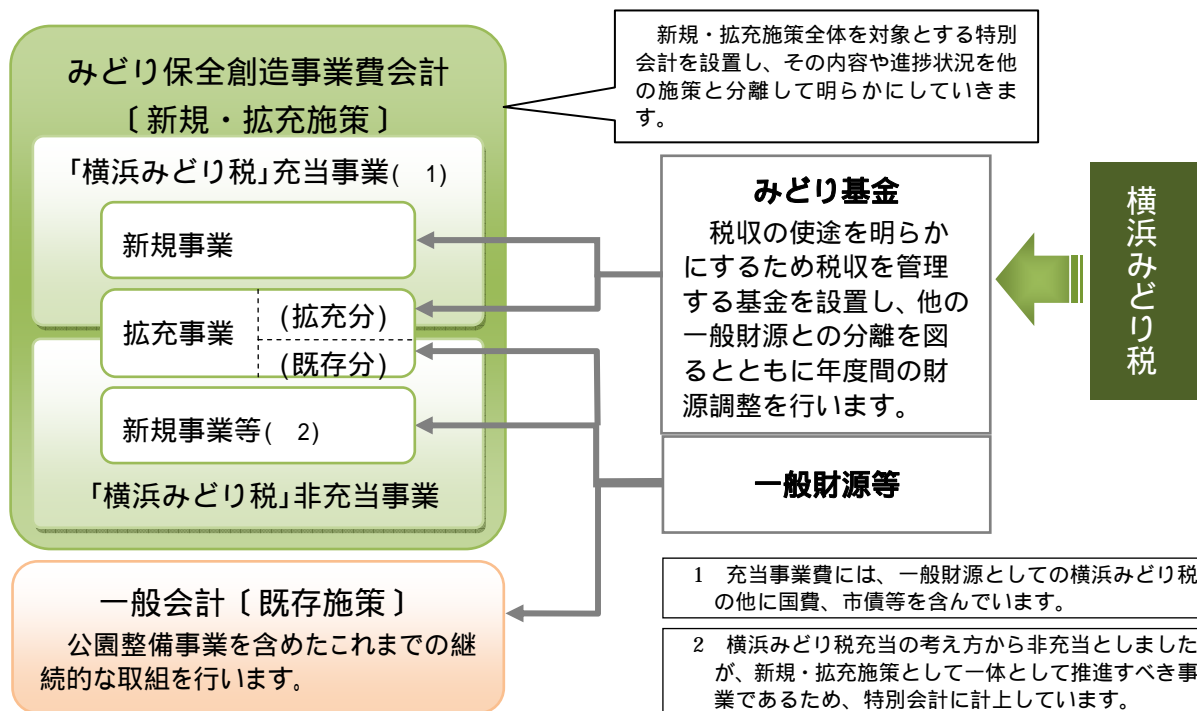 みどり保全創造事業費会計
〔新規・拡充施策〕
新規・拡充施策全体を対象とする特別
会計を設置し、その内容や進捗状況を他
の施策と分離して明らかにしていきま
す。
「横浜みどり税」充当事業( 1)
新規事業
拡充事業
(拡充分)
(既存分)
新規事業等( 2)
「横浜みどり税」非充当事業
みどり基金
税収の使途を明らか
にするため税収を管理
する基金を設置し、他の
一般財源との分離を図
るとともに年度間の財
源調整を行います。
横浜みどり税
一般財源等
一般会計〔既存施策〕
公園整備事業を含めたこれまでの継
続的な取組を行います。
1 充当事業費には、一般財源としての横浜みどり税
の他に国費、市債等を含んでいます。
2 横浜みどり税充当の考え方から非充当としました
が、新規・拡充施策として一体として推進すべき事
業であるため、特別会計に計上しています。